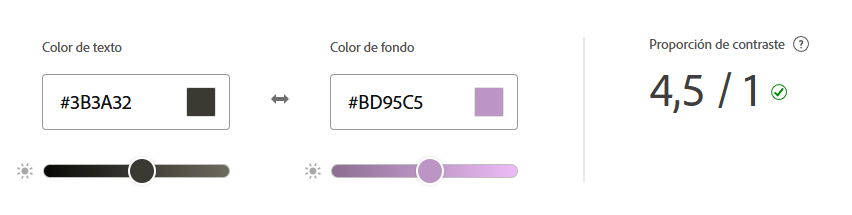 Color de texto
Color de fondo
Proporción de contraste ?
#3B3A32
#BD95C5
4,5 / 1